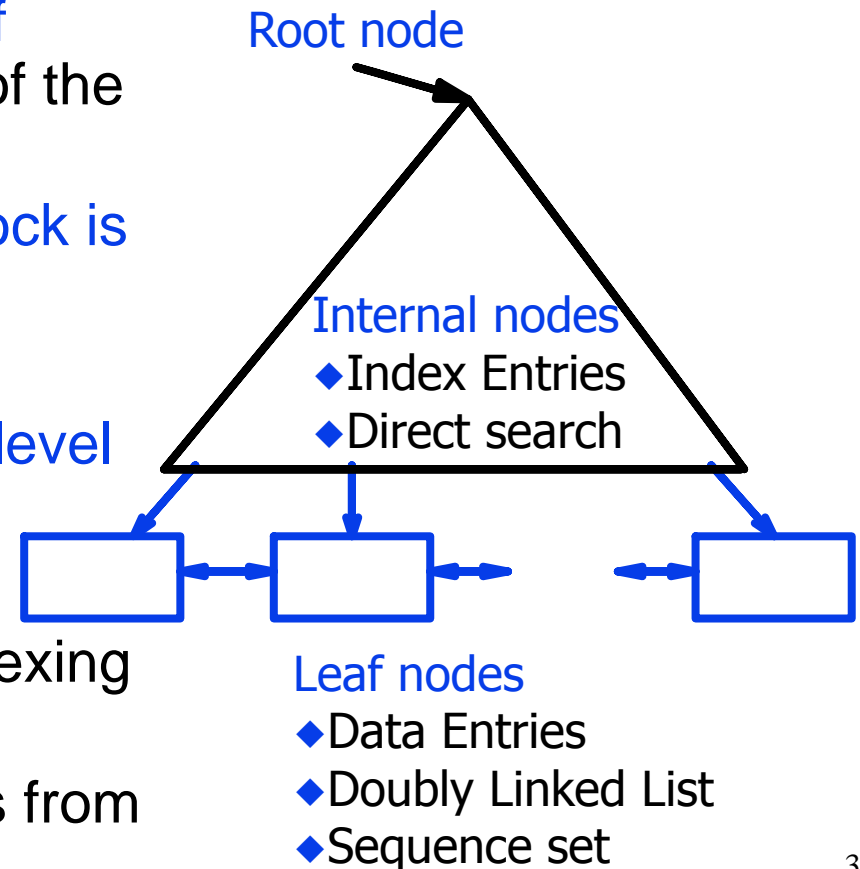 Root node
of the
ock is
level
exing
s from
Internal nodes
◆Index Entries
◆Direct search
Leaf nodes
◆Data Entries
◆Doubly Linked List
◆Sequence set
3